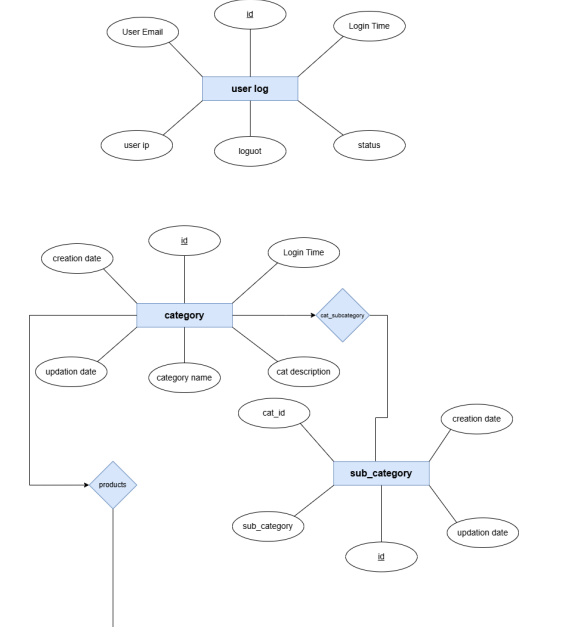 id
User Email
Login Time
user log
user ip
loguot
status
id
creation date
Login Time
category
cat_subcategory
updation date
category name
cat description
cat_id
creation date
sub_category
products
sub_category
updation date
id